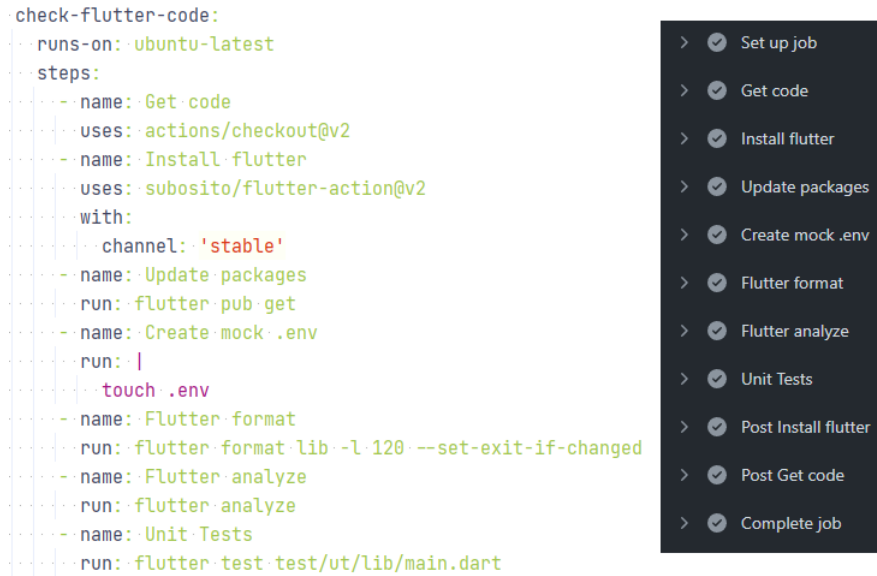 check-flutter-code:
runs-on: ubuntu-latest
steps:
- name: Get code
uses: actions/checkout@v2
- name: Install flutter
uses: subosito/flutter-action@v2
with:
channel: 'stable'
- name: Update packages
run: flutter pub get
- name: Create mock .env
run: |
touch .env
- name: Flutter format
run: flutter format lib -l 120 --set-exit-if-changed
- name: Flutter analyze
run: flutter analyze
- name: Unit Tests
run: flutter test test/ut/lib/main.dart
Set up job
Get code
Install flutter
Update packages
Create mock .env
Flutter format
Flutter analyze
Unit Tests
Post Install flutter
Post Get code
Complete job